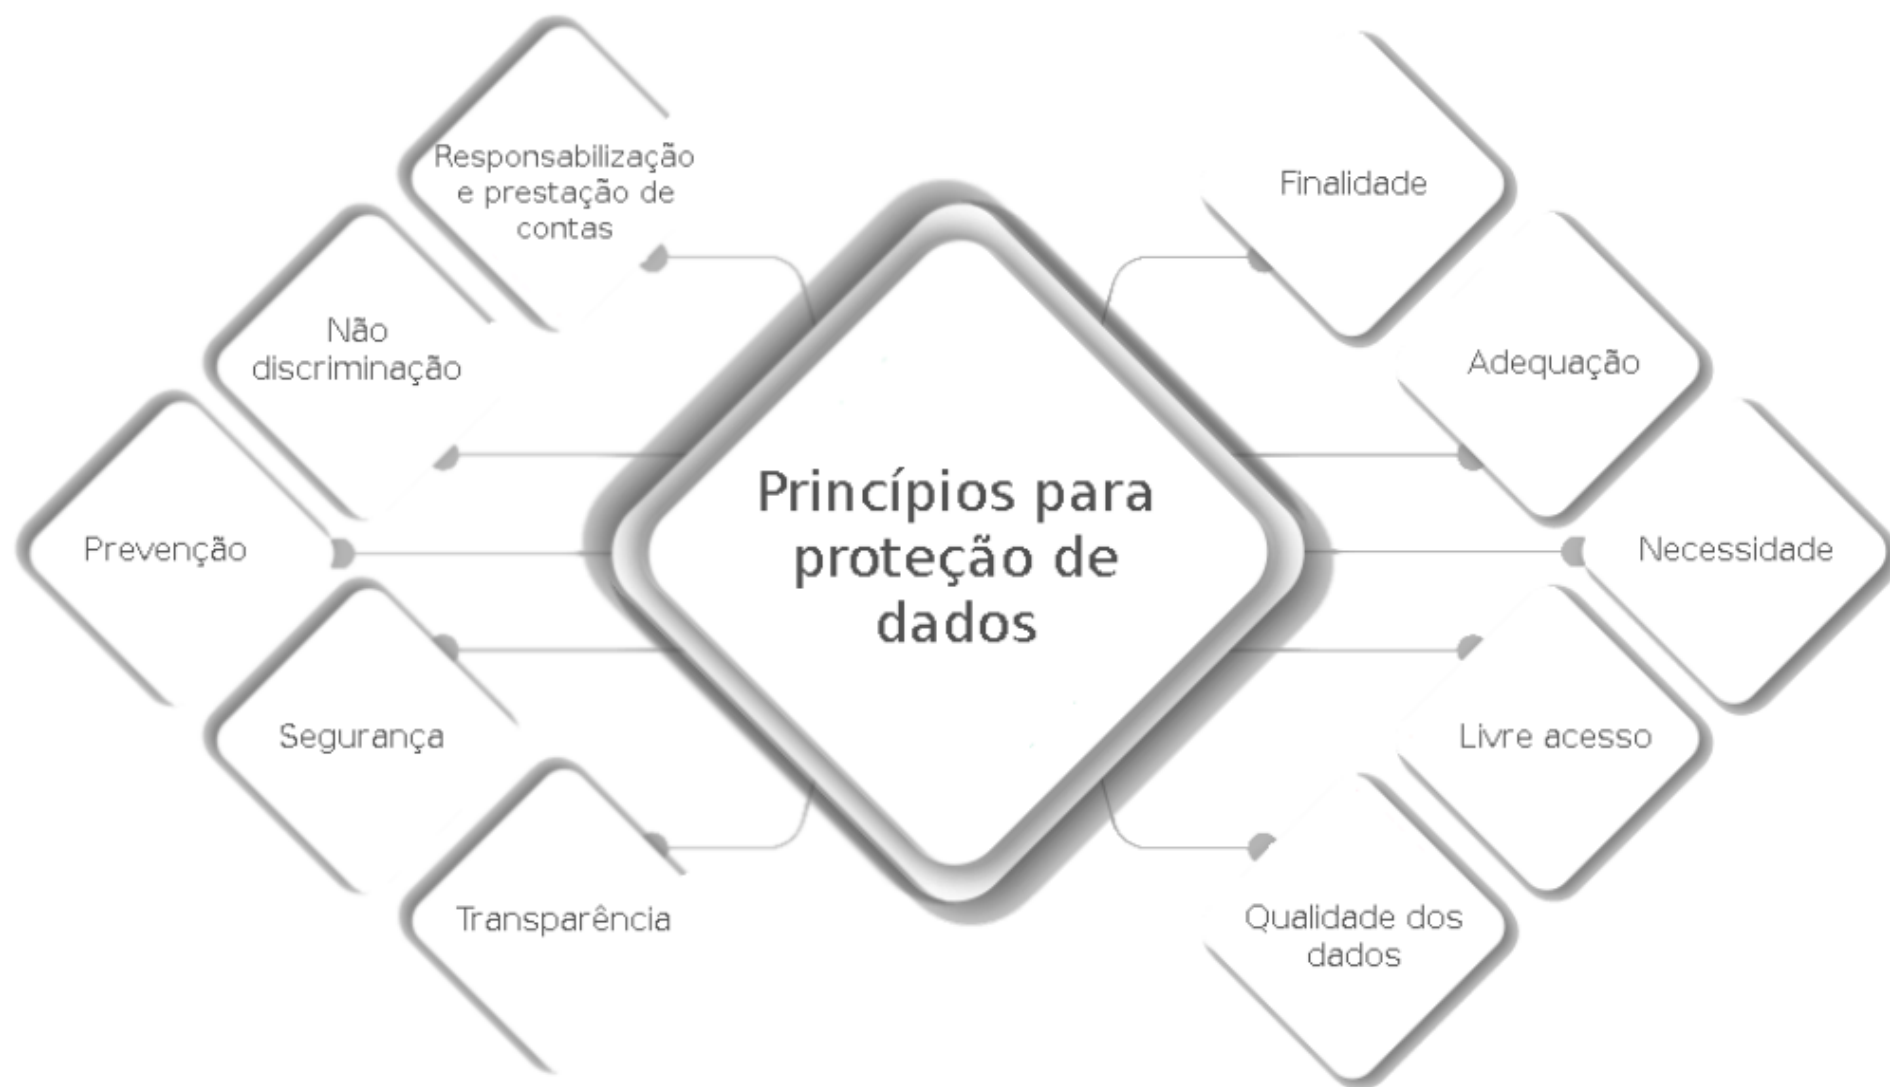 Responsabilização
e prestação de
contas
Não
discriminação
Prevenção
Segurança
Transparência
Princípios para
proteção de
dados
Finalidade
Adequação
Necessidade
Livre acesso
Qualidade dos
dados